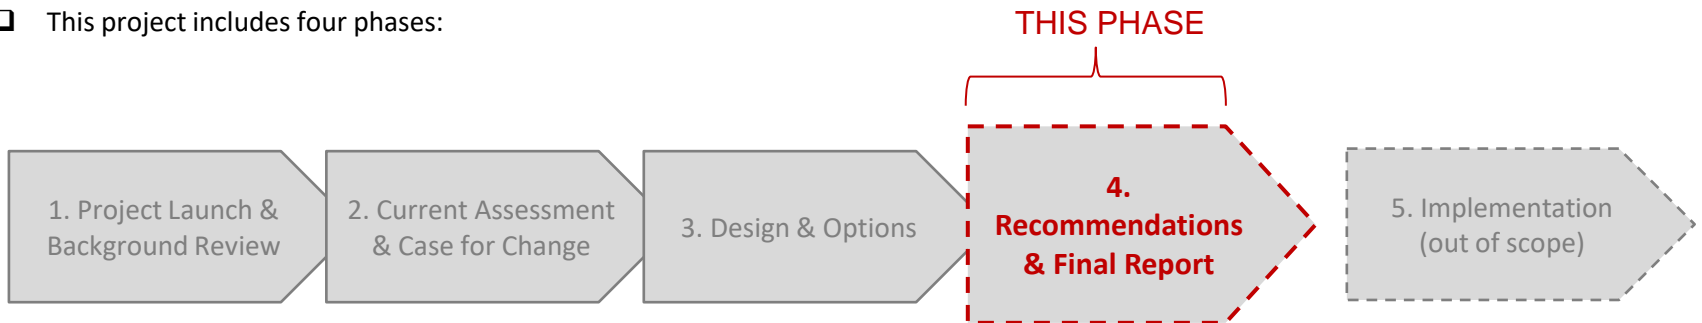 This project includes four phases:
THIS PHASE
1. Project Launch &
Background Review
2. Current Assessment
& Case for Change
3. Design & Options
4.
Recommendations
& Final Report
5. Implementation
(out of scope)